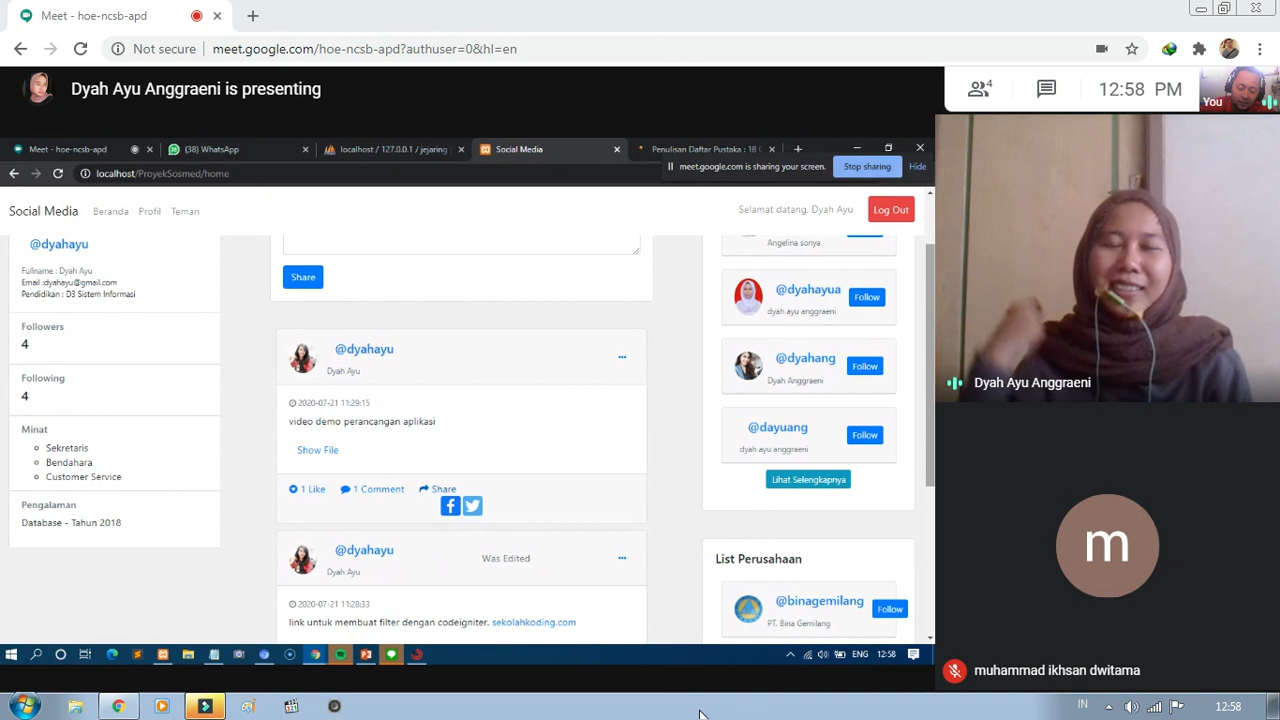 Meet - hoe-ncsb-apd
Not secure meet.google.com/hoe-ncsb-apd?authuser=0&hl=en
Dyah Ayu Anggraeni is presenting
4
12:58 PM
You
Meet - hoe-ncsb-apd
(38) WhatsApp
localhost / 127.0.0.1 / jejaring
Social Media
Penulisan Daftar Pustaka : 18 C
localhost/ProyekSosmed/home
meet.google.com is sharing your screen.
Stop sharing
Hide
Social Media
Beranda
Profil
Teman
Selamat datang, Dyah Ayu
Log Out
@dyahayu
Fullname : Dyah Ayu
Email :dyahayu@gmail.com
Pendidikan : D3 Sistem Informasi
Followers
4
Following
4
Minat
Sekretaris
Bendahara
Customer Service
Pengalaman
Database - Tahun 2018
Share
@dyahayu
Dyah Ayu
2020-07-21 11:29:15
video demo perancangan aplikasi
Show File
1 Like
1 Comment
Share
@dyahayu
Was Edited
Dyah Ayu
2020-07-21 11:28:33
link untuk membuat filter dengan codeigniter. sekolahkoding.com
Angelina sonya
@dyahayua
dyah ayu anggraeni
Follow
@dyahang
Dyah Anggraeni
Follow
@dayuang
dyah ayu anggraeni
Follow
Lihat Selengkapnya
List Perusahaan
@binagemilang
PT. Bina Gemilang
Follow
ENG 12:58
Dyah Ayu Anggraeni
m
muhammad ikhsan dwitama
IN
12:58